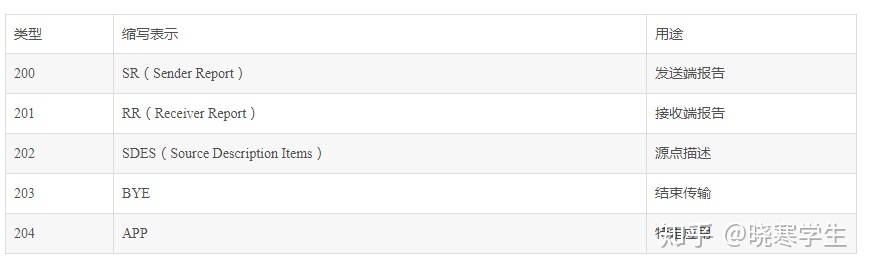 类型 缩写表示 用途
200 SR（Sender Report） 发送端报告
201 RR（Receiver Report） 接收端报告
202 SDES（Source Description Items） 源点描述
203 BYE 结束传输
204 APP 特定应用
知乎 @晓寒学生